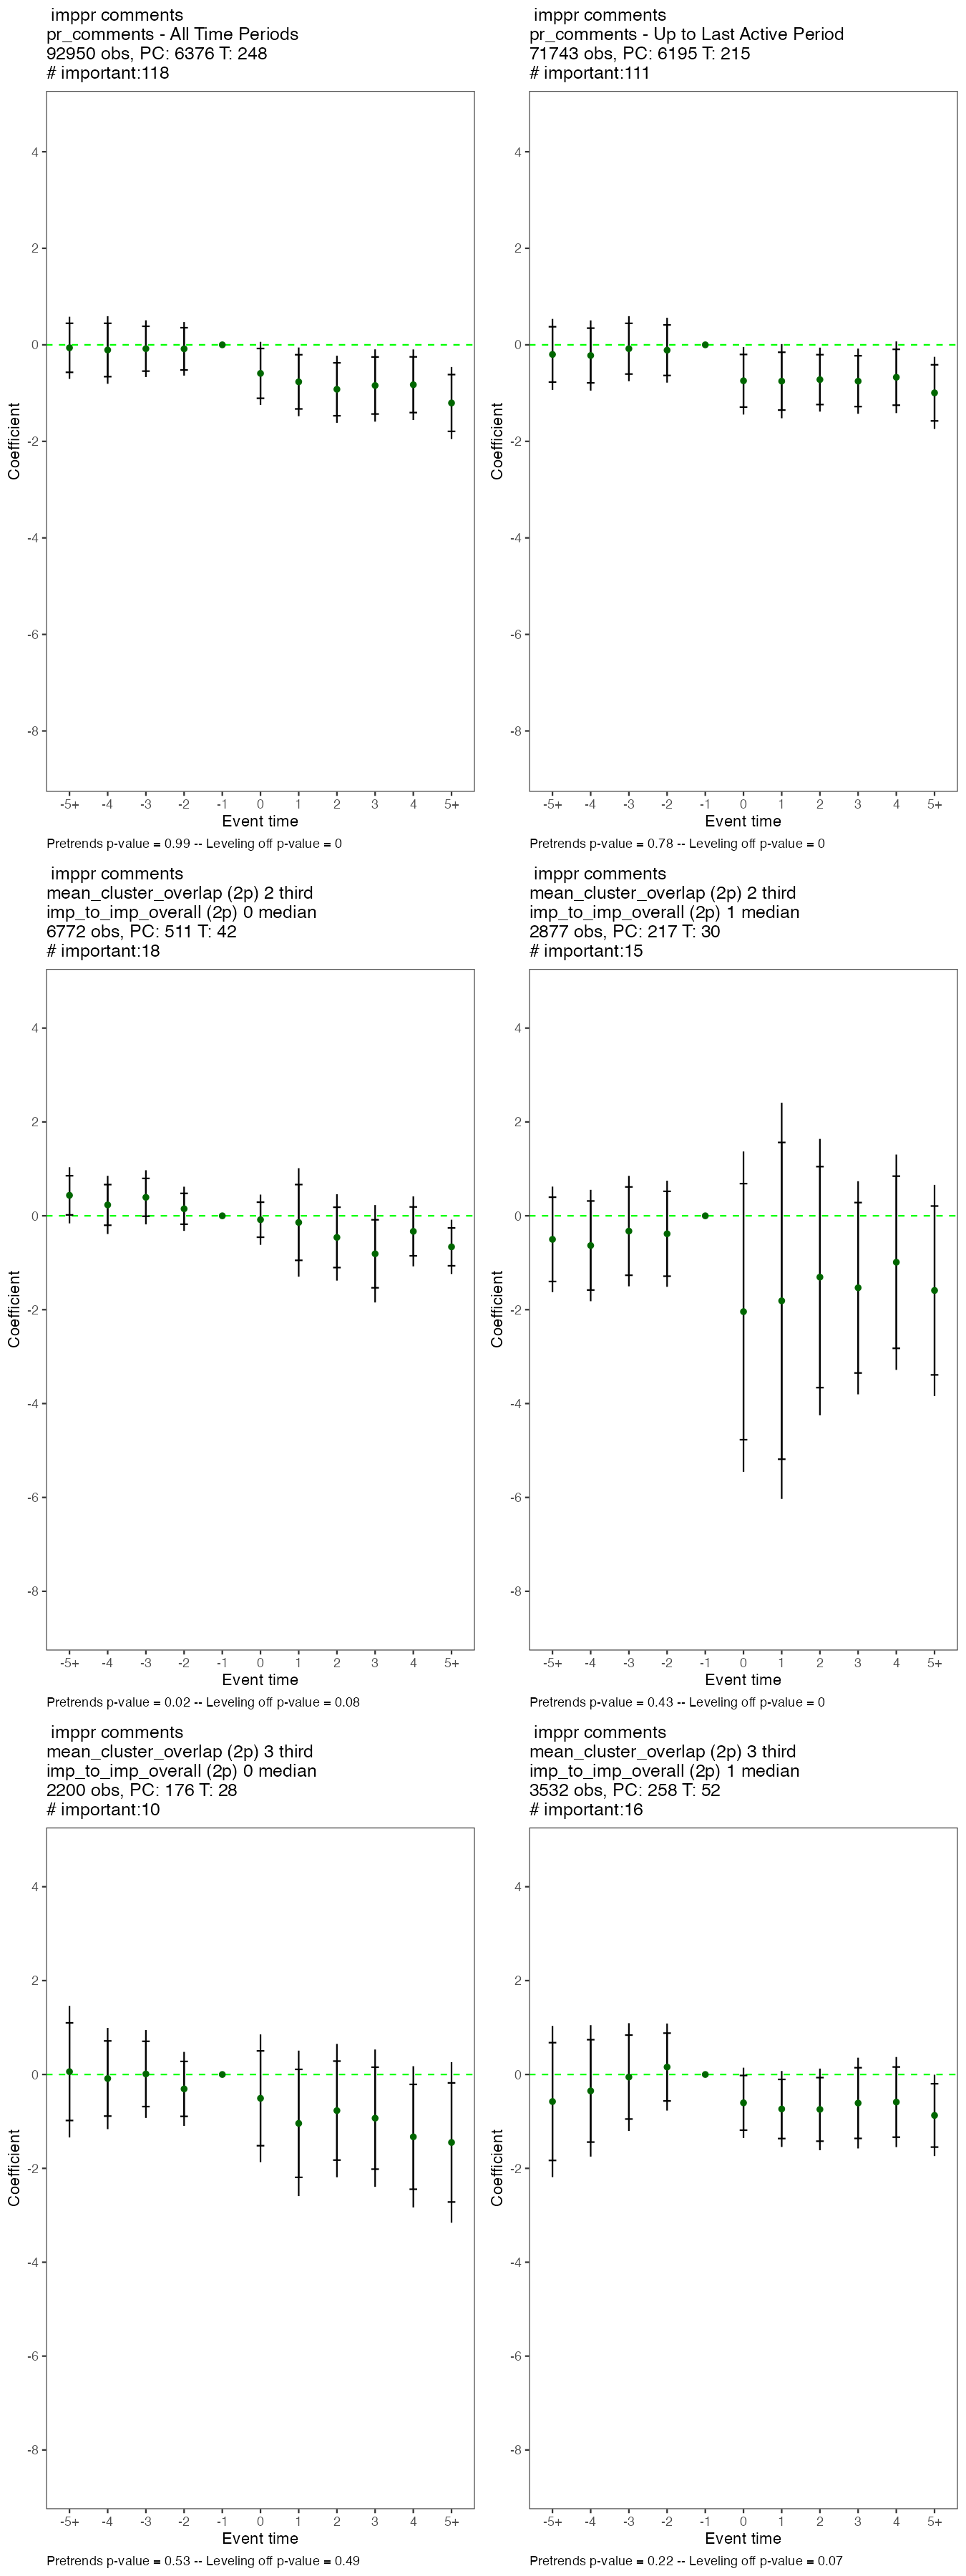 imppr comments
pr_comments - All Time Periods
92950 obs, PC: 6376 T: 248
# important:118
4
2
0
-2
-4
-6
-8
Coefficient
-5+ -4 -3 -2 -1 0 1 2 3 4 5+
Event time
Pretrends p-value = 0.99 -- Leveling off p-value = 0
imppr comments
pr_comments - Up to Last Active Period
71743 obs, PC: 6195 T: 215
# important:111
4
2
0
-2
-4
-6
-8
Coefficient
-5+ -4 -3 -2 -1 0 1 2 3 4 5+
Event time
Pretrends p-value = 0.78 -- Leveling off p-value = 0
imppr comments
mean_cluster_overlap (2p) 2 third
imp_to_imp_overall (2p) 0 median
6772 obs, PC: 511 T: 42
# important:18
4
2
0
-2
-4
-6
-8
Coefficient
-5+ -4 -3 -2 -1 0 1 2 3 4 5+
Event time
Pretrends p-value = 0.02 -- Leveling off p-value = 0.08
imppr comments
mean_cluster_overlap (2p) 2 third
imp_to_imp_overall (2p) 1 median
2877 obs, PC: 217 T: 30
# important:15
4
2
0
-2
-4
-6
-8
Coefficient
-5+ -4 -3 -2 -1 0 1 2 3 4 5+
Event time
Pretrends p-value = 0.43 -- Leveling off p-value = 0
imppr comments
mean_cluster_overlap (2p) 3 third
imp_to_imp_overall (2p) 0 median
2200 obs, PC: 176 T: 28
# important:10
4
2
0
-2
-4
-6
-8
Coefficient
-5+ -4 -3 -2 -1 0 1 2 3 4 5+
Event time
Pretrends p-value = 0.53 -- Leveling off p-value = 0.49
imppr comments
mean_cluster_overlap (2p) 3 third
imp_to_imp_overall (2p) 1 median
3532 obs, PC: 258 T: 52
# important:16
4
2
0
-2
-4
-6
-8
Coefficient
-5+ -4 -3 -2 -1 0 1 2 3 4 5+
Event time
Pretrends p-value = 0.22 -- Leveling off p-value = 0.07